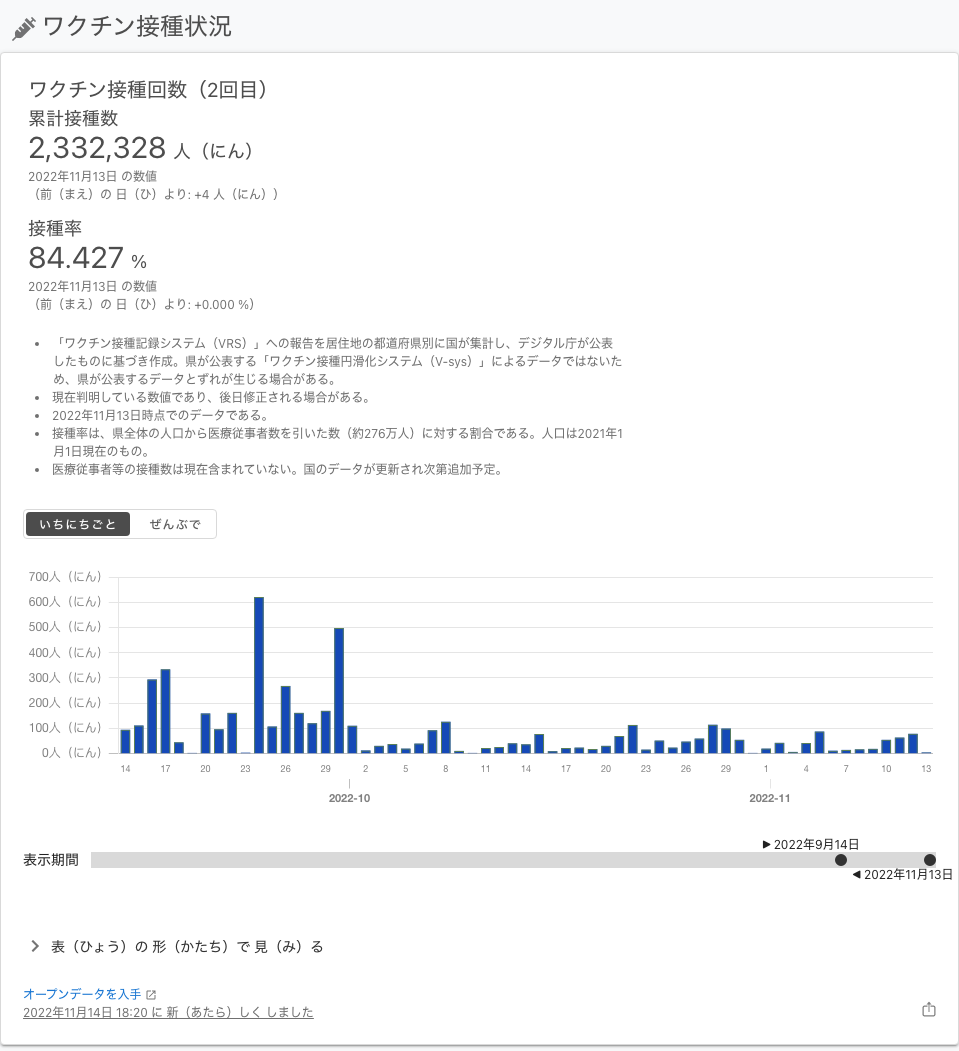 ワクチン接種状況
ワクチン接種回数（2回目）
累計接種数
2,332,328 人（にん）
2022年11月13日 の数値
（前（まえ）の 日（ひ）より: +4 人（にん））
接種率
84.427 %
2022年11月13日 の数値
（前（まえ）の 日（ひ）より: +0.000 %）
「ワクチン接種記録システム（VRS）」への報告を居住地の都道府県別に国が集計し、デジタル庁が公表
したものに基づき作成。県が公表する「ワクチン接種円滑化システム（V-sys）」によるデータではないた
め、県が公表するデータとずれが生じる場合がある。
現在判明している数値であり、後日修正される場合がある。
2022年11月13日時点でのデータである。
接種率は、県全体の人口から医療従事者数を引いた数（約276万人）に対する割合である。人口は2021年1
月1日現在のもの。
医療従事者等の接種数は現在含まれていない。国のデータが更新され次第追加予定。
いちにちごと ぜんぶで
700人（にん）
600人（にん）
500人（にん）
400人（にん）
300人（にん）
200人（にん）
100人（にん）
0人（にん）
14 17 20 23 26 29 2 5 8 11 14 17 20 23 26 29 1 4 7 10 13
2022-10 2022-11
2022年9月14日
表示期間
2022年11月13日
表（ひょう）の 形（かたち）で 見（み）る
オープンデータを入手
2022年11月14日 18:20 に 新（あたら）しく しました